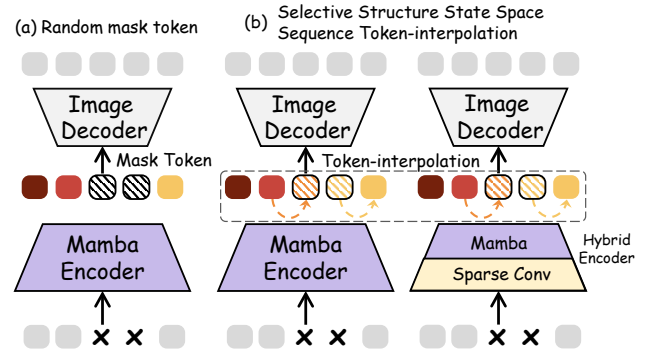 (a) Random mask token
(b) Selective Structure State Space
Sequence Token-interpolation
Image
Decoder
Image
Decoder
Image
Decoder
Mask Token
Token-interpolation
Mamba
Encoder
Mamba
Encoder
Mamba
Sparse Conv
Hybrid
Encoder